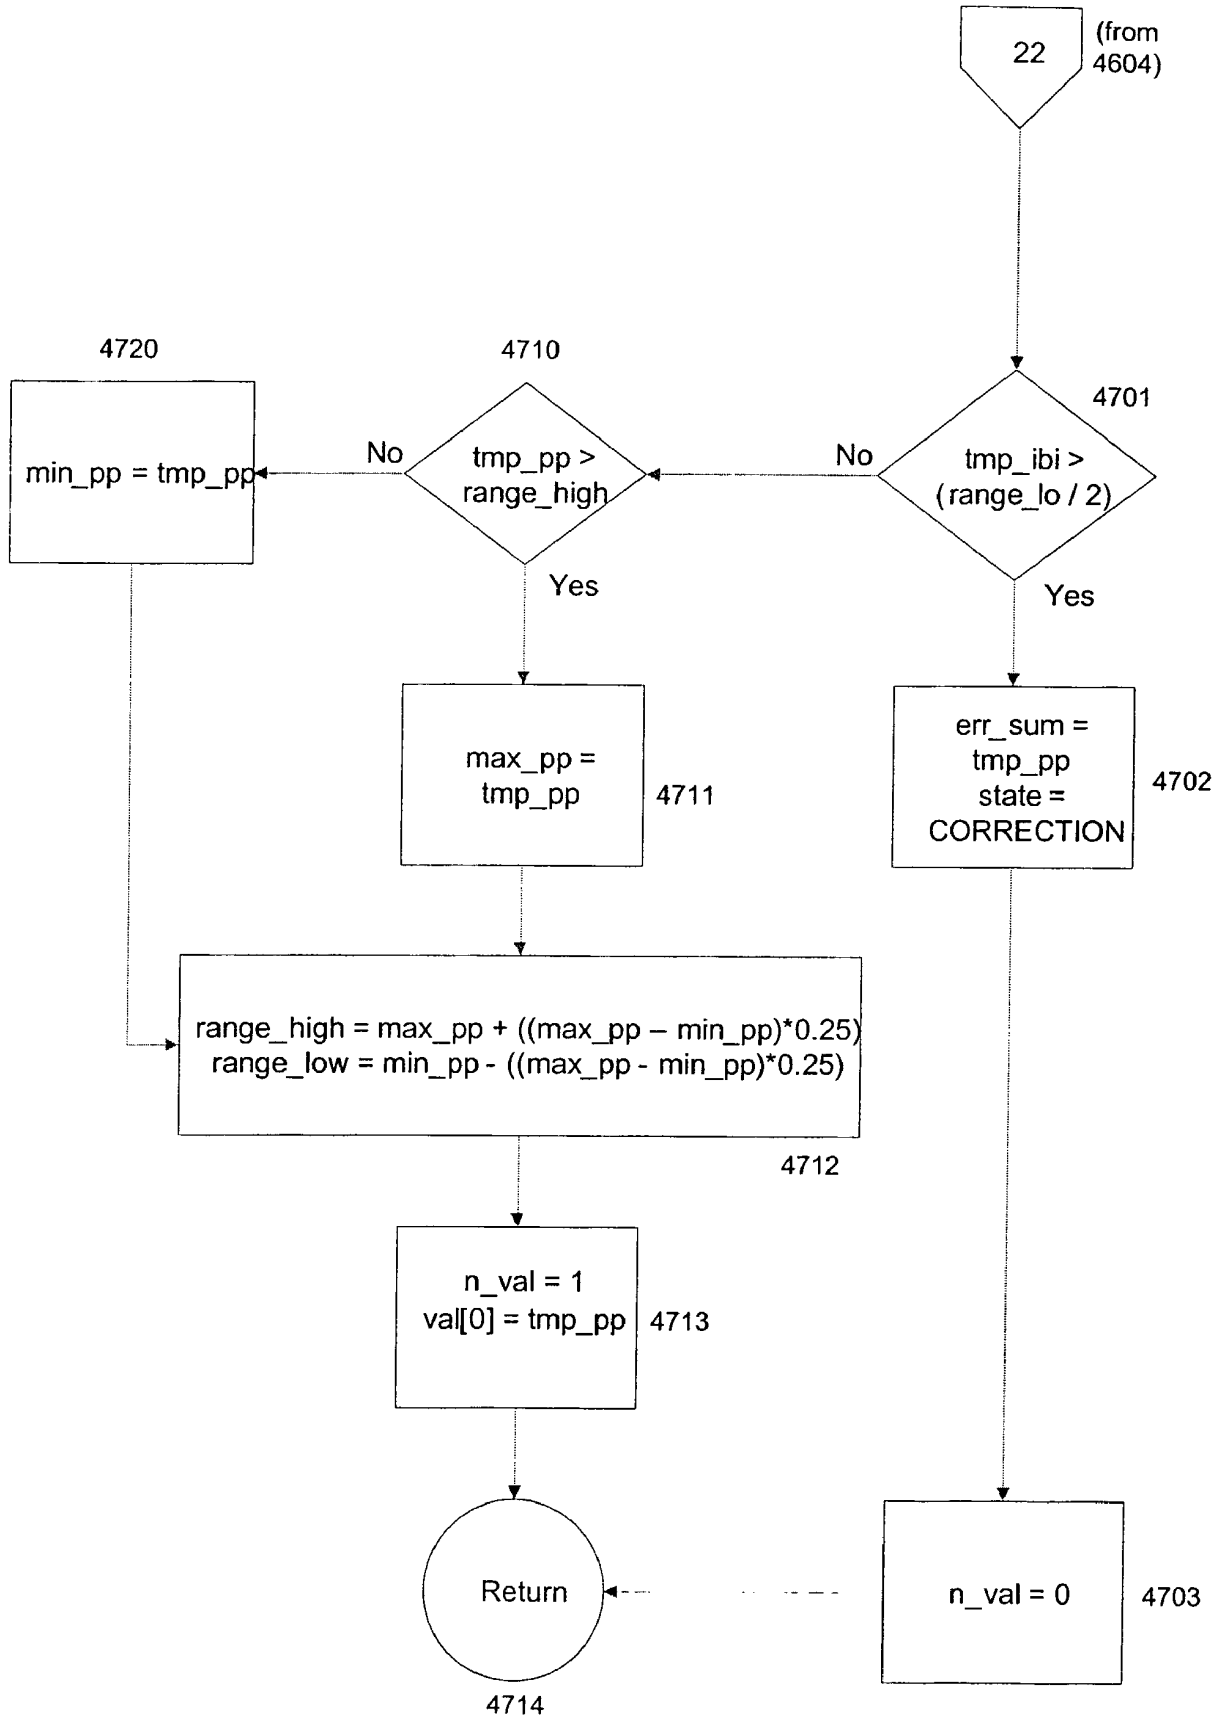 22
(from
4604)
4720
4710
4701
min_pp = tmp_pp
No
tmp_pp >
range_high
No
tmp_ibi >
(range_lo / 2)
Yes
Yes
max_pp =
tmp_pp
4711
err_sum =
tmp_pp
state =
CORRECTION
4702
range_high = max_pp + ((max_pp – min_pp)*0.25)
range_low = min_pp - ((max_pp - min_pp)*0.25)
4712
n_val = 1
val[0] = tmp_pp
4713
Return
4714
n_val = 0
4703